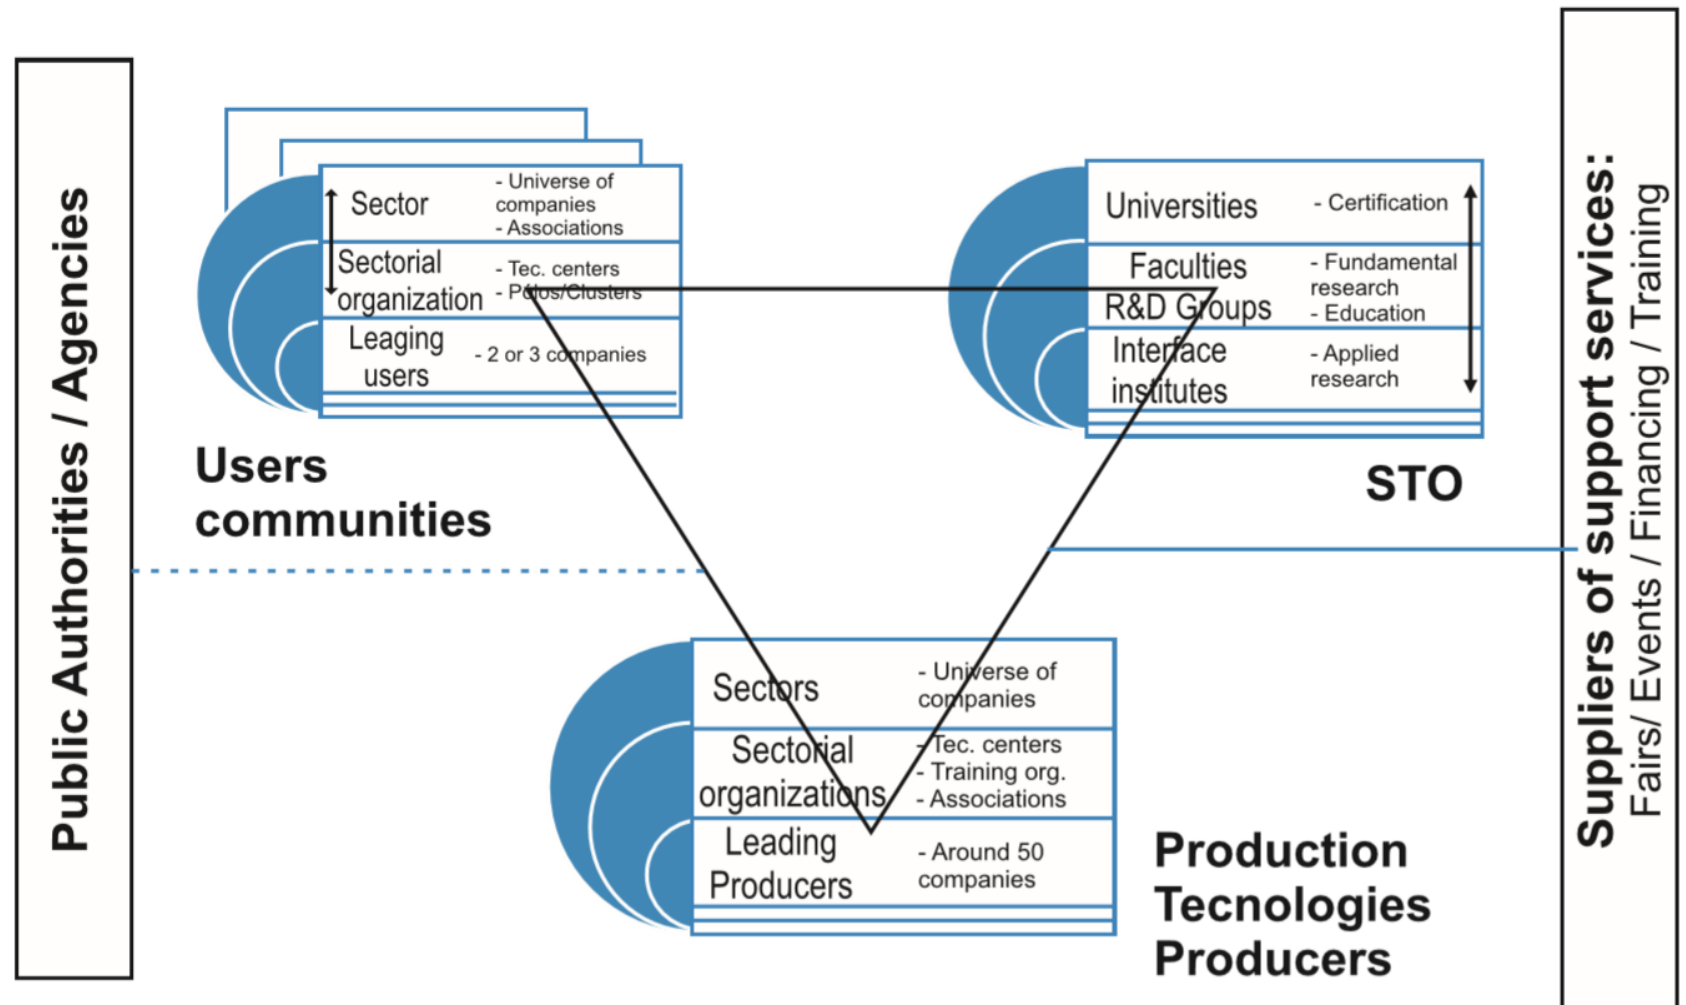 Public Authorities / Agencies
Sector
- Universe of
companies
- Associations
Sectorial
organization
- Tec. centers
- Pólos/Clusters
Leaging
users
- 2 or 3 companies
Users
communities
Universities
- Certification
Faculties
R&D Groups
- Fundamental
research
- Education
Interface
institutes
- Applied
research
STO
Sectors
- Universe of
companies
Sectorial
organizations
- Tec. centers
- Training org.
- Associations
Leading
Producers
- Around 50
companies
Production
Tecnologies
Producers
Suppliers of support services:
Fairs/ Events / Financing / Training